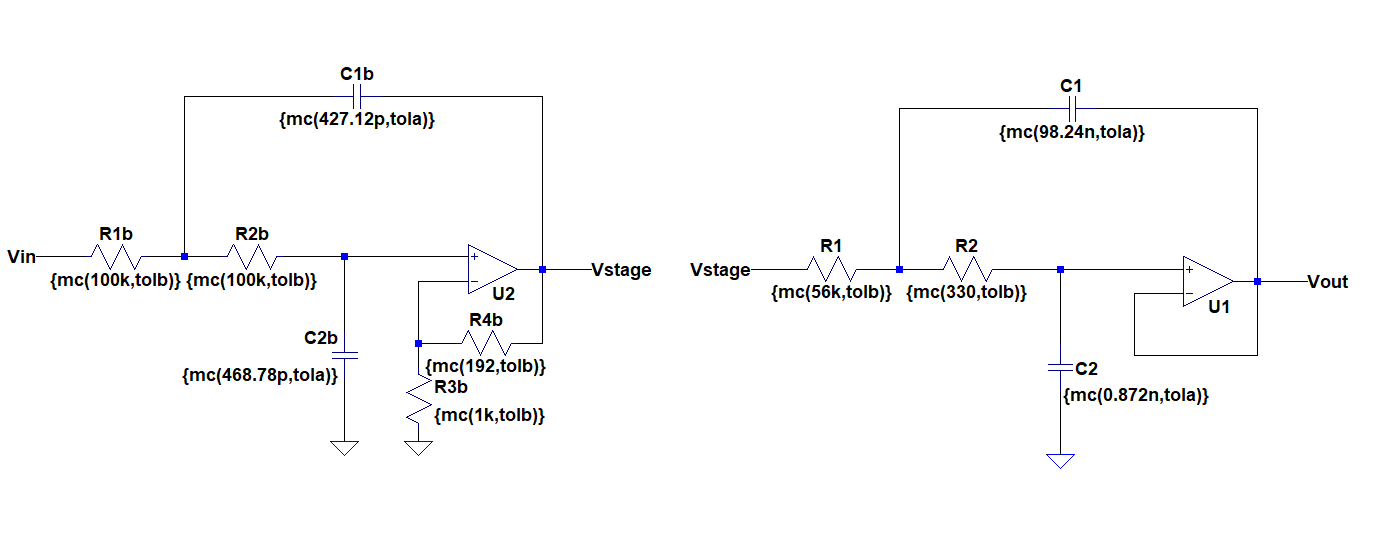 C1b
{mc(427.12p,tola)}
R1b
R2b
Vin
{mc(100k,tolb)}
{mc(100k,tolb)}
+
-
U2
Vstage
R4b
{mc(192,tolb)}
C2b
{mc(468.78p,tola)}
R3b
{mc(1k,tolb)}
C1
{mc(98.24n,tola)}
R1
R2
Vstage
{mc(56k,tolb)}
{mc(330,tolb)}
+
-
U1
Vout
C2
{mc(0.872n,tola)}